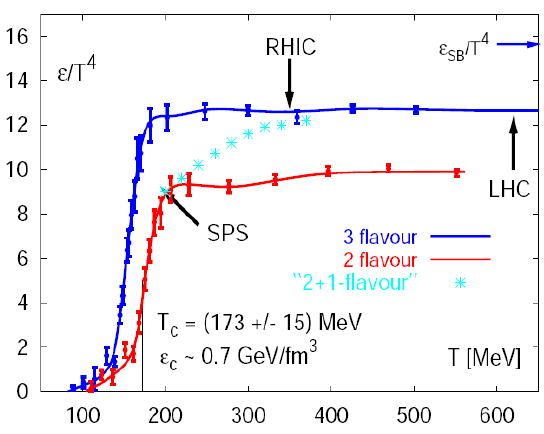 16
14
12
10
8
6
4
2
0
ε/T⁴
RHIC
ε_SB/T⁴
LHC
SPS
3 flavour
2 flavour
"2+1-flavour"
T_c = (173 +/- 15) MeV
ε_c ~ 0.7 GeV/fm³
T [MeV]
100 200 300 400 500 600